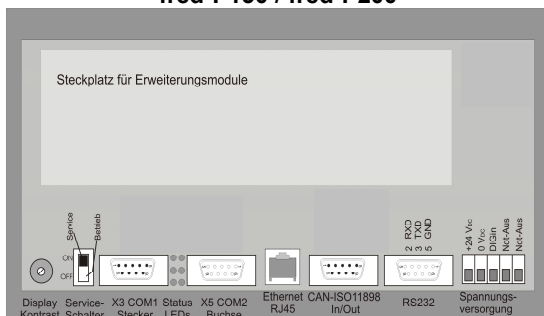 Steckplatz für Erweiterungsmodule
Service
Betrieb
ON
OFF
2 RXD
3 TXD
5 GND
+24 VDC
0 VDC
DIGin
Not-Aus
Not-Aus
Display
Kontrast
Service-
Schalter
X3 COM1
Stecker
Status
LEDs
X5 COM2
Buchse
Ethernet
RJ45
CAN-ISO11898
In/Out
RS232
Spannungs-
versorgung